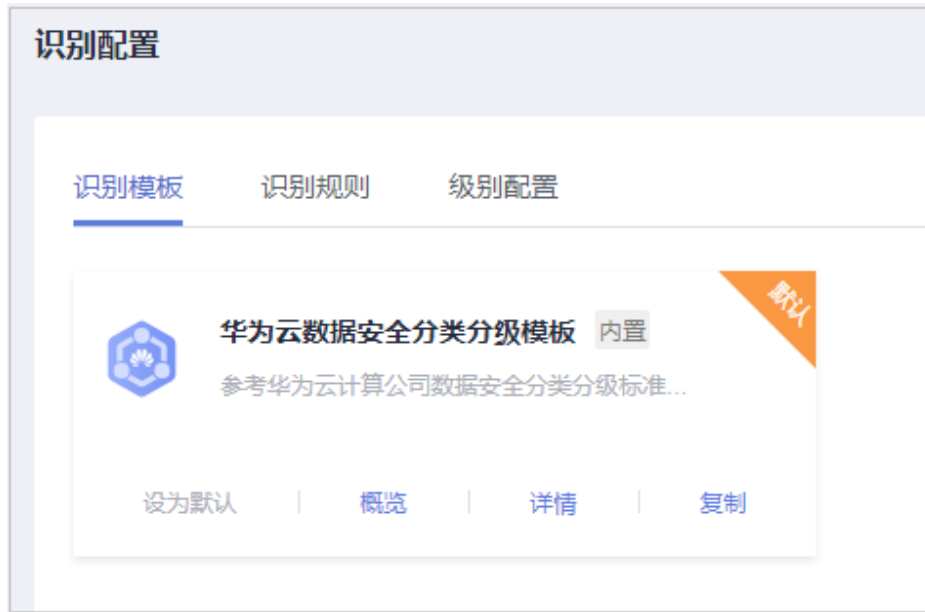 识别配置
识别模板 识别规则 级别配置
默认
华为云数据安全分类分级模板 内置
参考华为云计算公司数据安全分类分级标准...
设为默认 概览 详情 复制